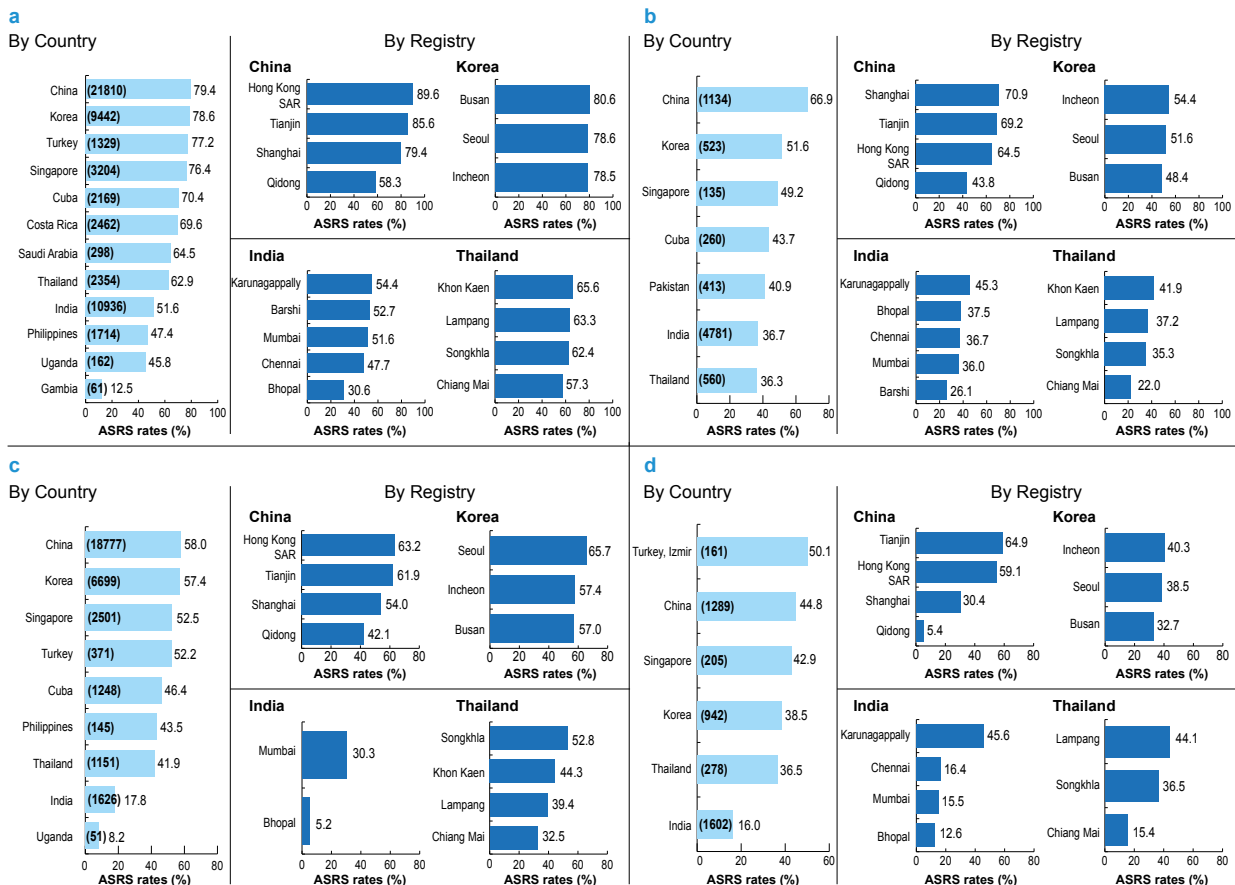 a
By Country
China (21810) 79.4
Korea (9442) 78.6
Turkey (1329) 77.2
Singapore (3204) 76.4
Cuba (2169) 70.4
Costa Rica (2462) 69.6
Saudi Arabia (298) 64.5
Thailand (2354) 62.9
India (10936) 51.6
Philippines (1714) 47.4
Uganda (162) 45.8
Gambia (61) 12.5
0 20 40 60 80 100
ASRS rates (%)
By Registry
China
Hong Kong
SAR 89.6
Tianjin 85.6
Shanghai 79.4
Qidong 58.3
0 20 40 60 80 100
ASRS rates (%)
Korea
Busan 80.6
Seoul 78.6
Incheon 78.5
0 20 40 60 80 100
ASRS rates (%)
India
Karunagappally 54.4
Barshi 52.7
Mumbai 51.6
Chennai 47.7
Bhopal 30.6
0 20 40 60 80 100
ASRS rates (%)
Thailand
Khon Kaen 65.6
Lampang 63.3
Songkhla 62.4
Chiang Mai 57.3
0 20 40 60 80 100
ASRS rates (%)
b
By Country
China (1134) 66.9
Korea (523) 51.6
Singapore (135) 49.2
Cuba (260) 43.7
Pakistan (413) 40.9
India (4781) 36.7
Thailand (560) 36.3
0 20 40 60 80 100
ASRS rates (%)
By Registry
China
Shanghai 70.9
Tianjin 69.2
Hong Kong
SAR 64.5
Qidong 43.8
0 20 40 60 80 100
ASRS rates (%)
Korea
Incheon 54.4
Seoul 51.6
Busan 48.4
0 20 40 60 80 100
ASRS rates (%)
India
Karunagappally 45.3
Bhopal 37.5
Chennai 36.7
Mumbai 36.0
Barshi 26.1
0 20 40 60 80 100
ASRS rates (%)
Thailand
Khon Kaen 41.9
Lampang 37.2
Songkhla 35.3
Chiang Mai 22.0
0 20 40 60 80 100
ASRS rates (%)
c
By Country
China (18777) 58.0
Korea (6699) 57.4
Singapore (2501) 52.5
Turkey (371) 52.2
Cuba (1248) 46.4
Philippines (145) 43.5
Thailand (1151) 41.9
India (1626) 17.8
Uganda (51) 8.2
0 20 40 60 80
ASRS rates (%)
By Registry
China
Hong Kong
SAR 63.2
Tianjin 61.9
Shanghai 54.0
Qidong 42.1
0 20 40 60 80
ASRS rates (%)
Korea
Seoul 65.7
Incheon 57.4
Busan 57.0
0 20 40 60 80
ASRS rates (%)
India
Mumbai 30.3
Bhopal 5.2
0 20 40 60 80
ASRS rates (%)
Thailand
Songkhla 52.8
Khon Kaen 44.3
Lampang 39.4
Chiang Mai 32.5
0 20 40 60 80
ASRS rates (%)
d
By Country
Turkey, Izmir (161) 50.1
China (1289) 44.8
Singapore (205) 42.9
Korea (942) 38.5
Thailand (278) 36.5
India (1602) 16.0
0 20 40 60
ASRS rates (%)
By Registry
China
Tianjin 64.9
Hong Kong
SAR 59.1
Shanghai 30.4
Qidong 5.4
0 20 40 60 80
ASRS rates (%)
Korea
Incheon 40.3
Seoul 38.5
Busan 32.7
0 20 40 60 80
ASRS rates (%)
India
Karunagappally 45.6
Chennai 16.4
Mumbai 15.5
Bhopal 12.6
0 20 40 60 80
ASRS rates (%)
Thailand
Lampang 44.1
Songkhla 36.5
Chiang Mai 15.4
0 20 40 60 80
ASRS rates (%)